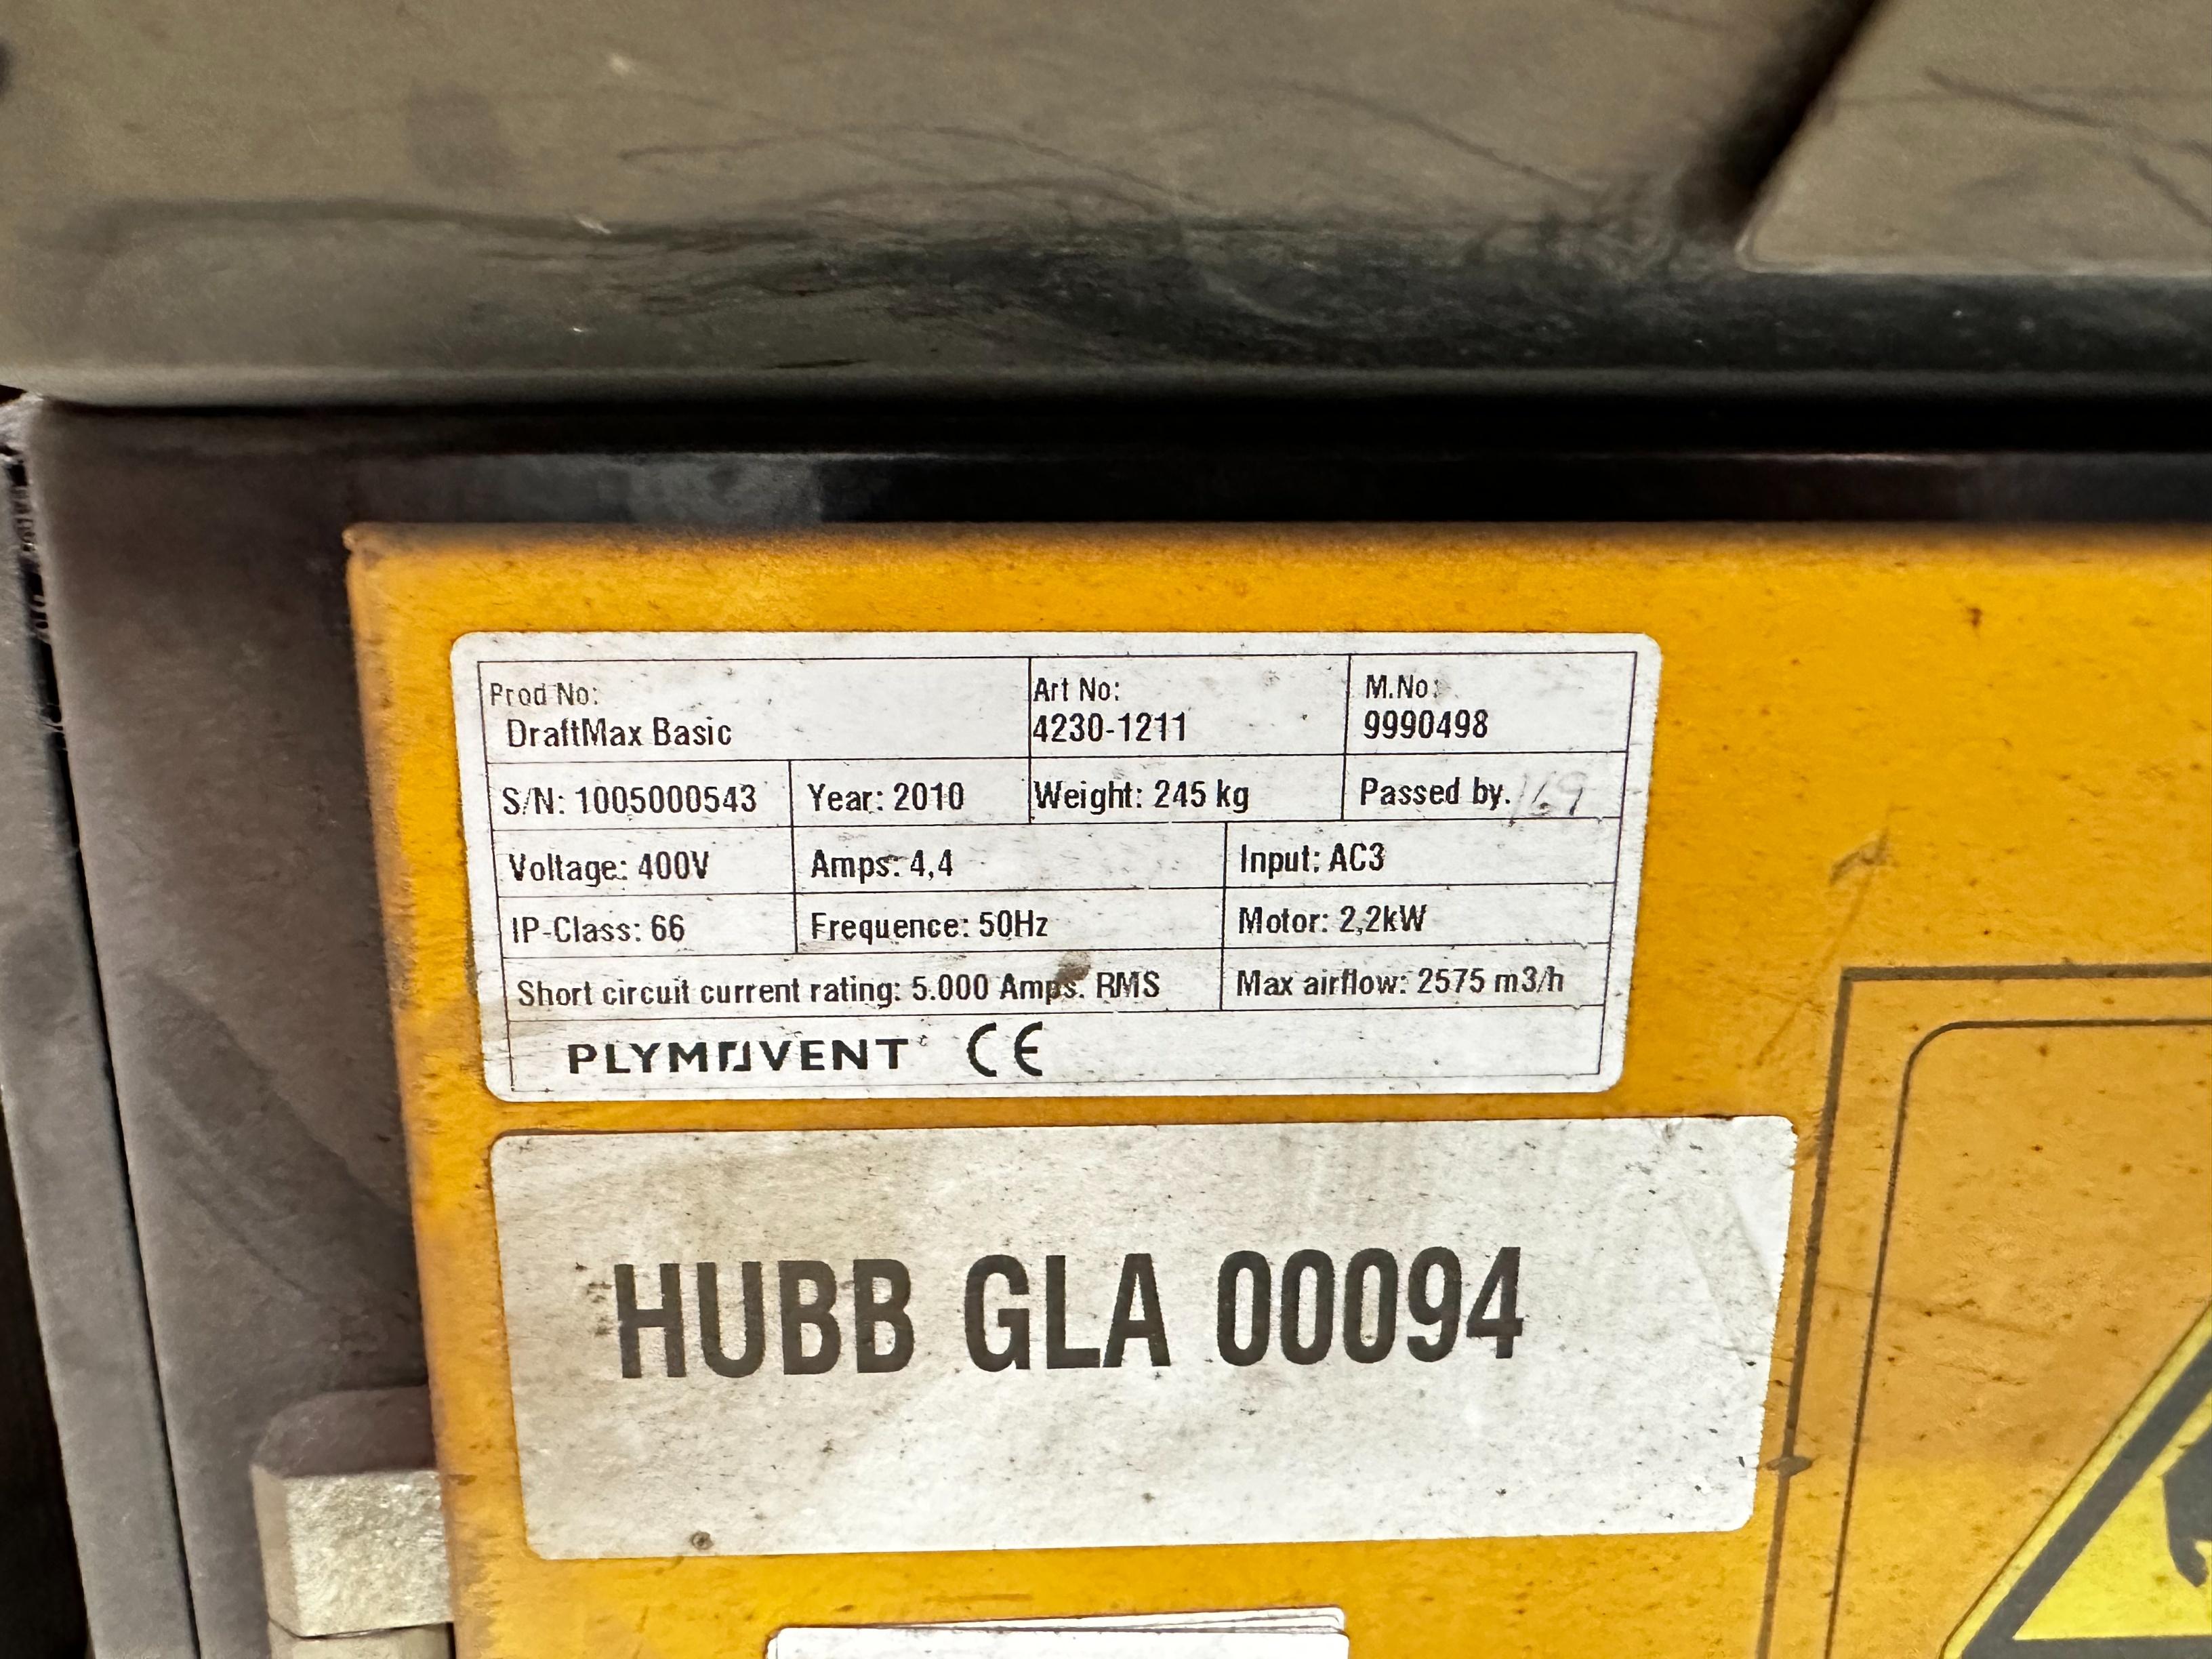 Prod No:
DraftMax Basic
Art No:
4230-1211
M.No:
9990498
S/N: 1005000543
Year: 2010
Weight: 245 kg
Passed by. 169
Voltage: 400V
Amps: 4,4
Input: AC3
IP-Class: 66
Frequence: 50Hz
Motor: 2,2kW
Short circuit current rating: 5.000 Amps. RMS
Max airflow: 2575 m3/h
PLYMOVENT CE
HUBB GLA 00094